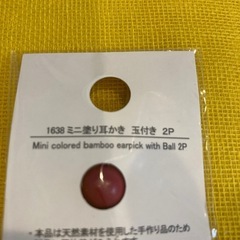 1638 ミニ塗り耳かき 玉付き 2P
Mini colored bamboo earpick with Ball 2P
・本品は天然素材を使用した手作り品のため